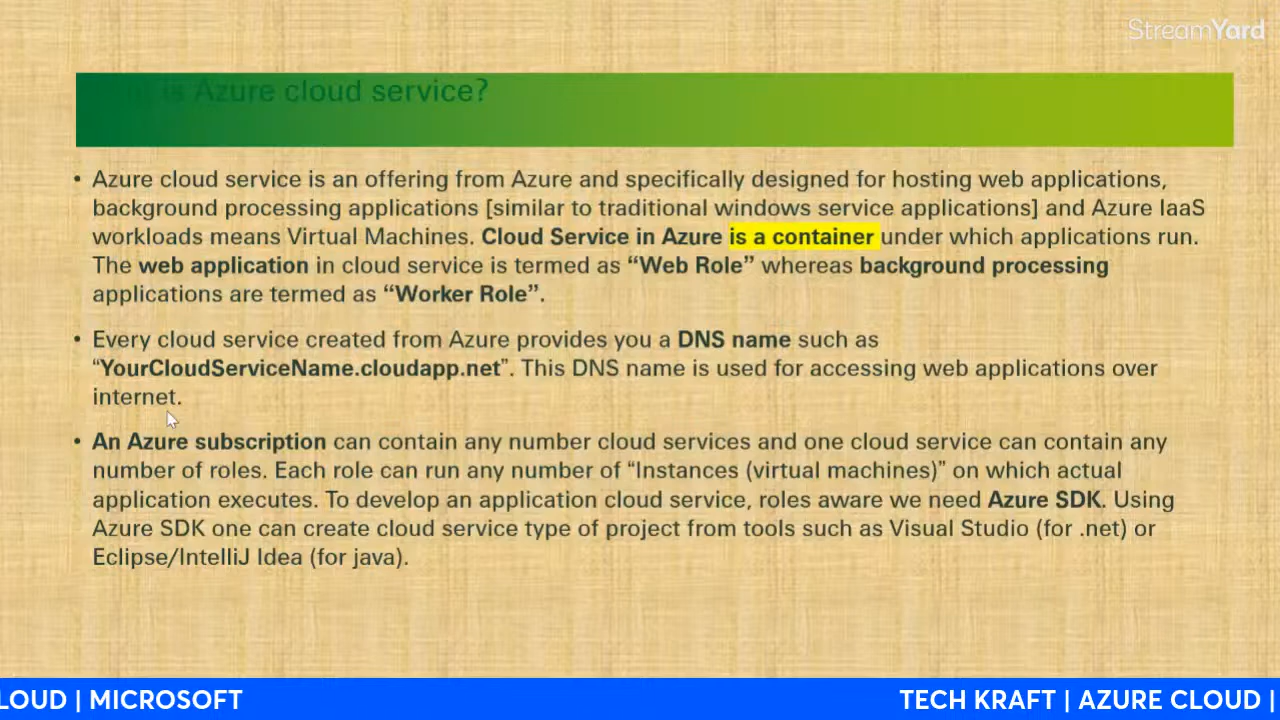 StreamYard
is Azure cloud service?
• Azure cloud service is an offering from Azure and specifically designed for hosting web applications,
background processing applications [similar to traditional windows service applications] and Azure IaaS
workloads means Virtual Machines. Cloud Service in Azure is a container under which applications run.
The web application in cloud service is termed as “Web Role” whereas background processing
applications are termed as “Worker Role”.
• Every cloud service created from Azure provides you a DNS name such as
“YourCloudServiceName.cloudapp.net”. This DNS name is used for accessing web applications over
internet.
• An Azure subscription can contain any number cloud services and one cloud service can contain any
number of roles. Each role can run any number of “Instances (virtual machines)” on which actual
application executes. To develop an application cloud service, roles aware we need Azure SDK. Using
Azure SDK one can create cloud service type of project from tools such as Visual Studio (for .net) or
Eclipse/IntelliJ Idea (for java).
LOUD | MICROSOFT TECH KRAFT | AZURE CLOUD |